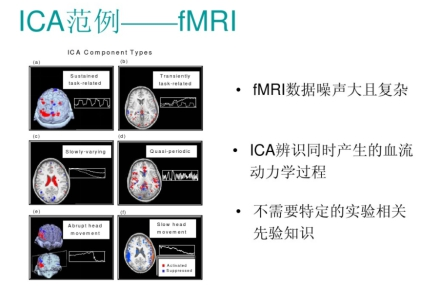 ICA范例——fMRI
ICA Component Types
(a)
(b)
Sustained
task-related
Transiently
task-related
(c)
(d)
Slowly-varying
Quasi-periodic
(e)
(f)
Abrupt head
movement
Slow head
movement
Activated
Suppressed
• fMRI数据噪声大且复杂
• ICA辨识同时产生的血流
动力学过程
• 不需要特定的实验相关
先验知识